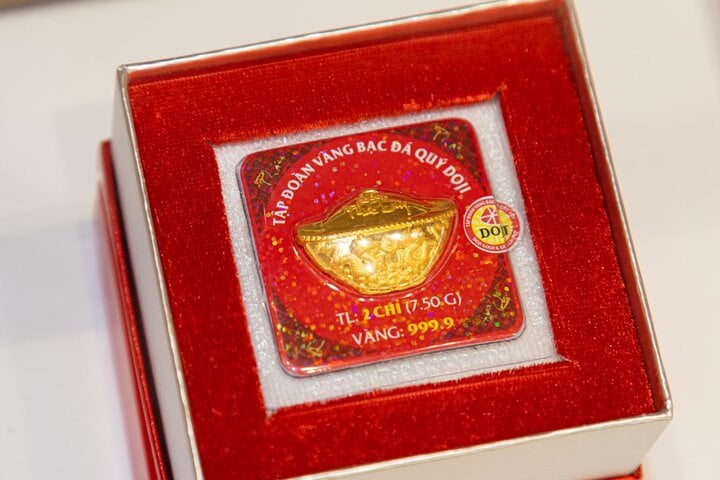 TẬP ĐOÀN VÀNG BẠC ĐÁ QUÝ DOJI
DOJI
TL: 2 CHỈ (7.50 G)
VÀNG: 999.9